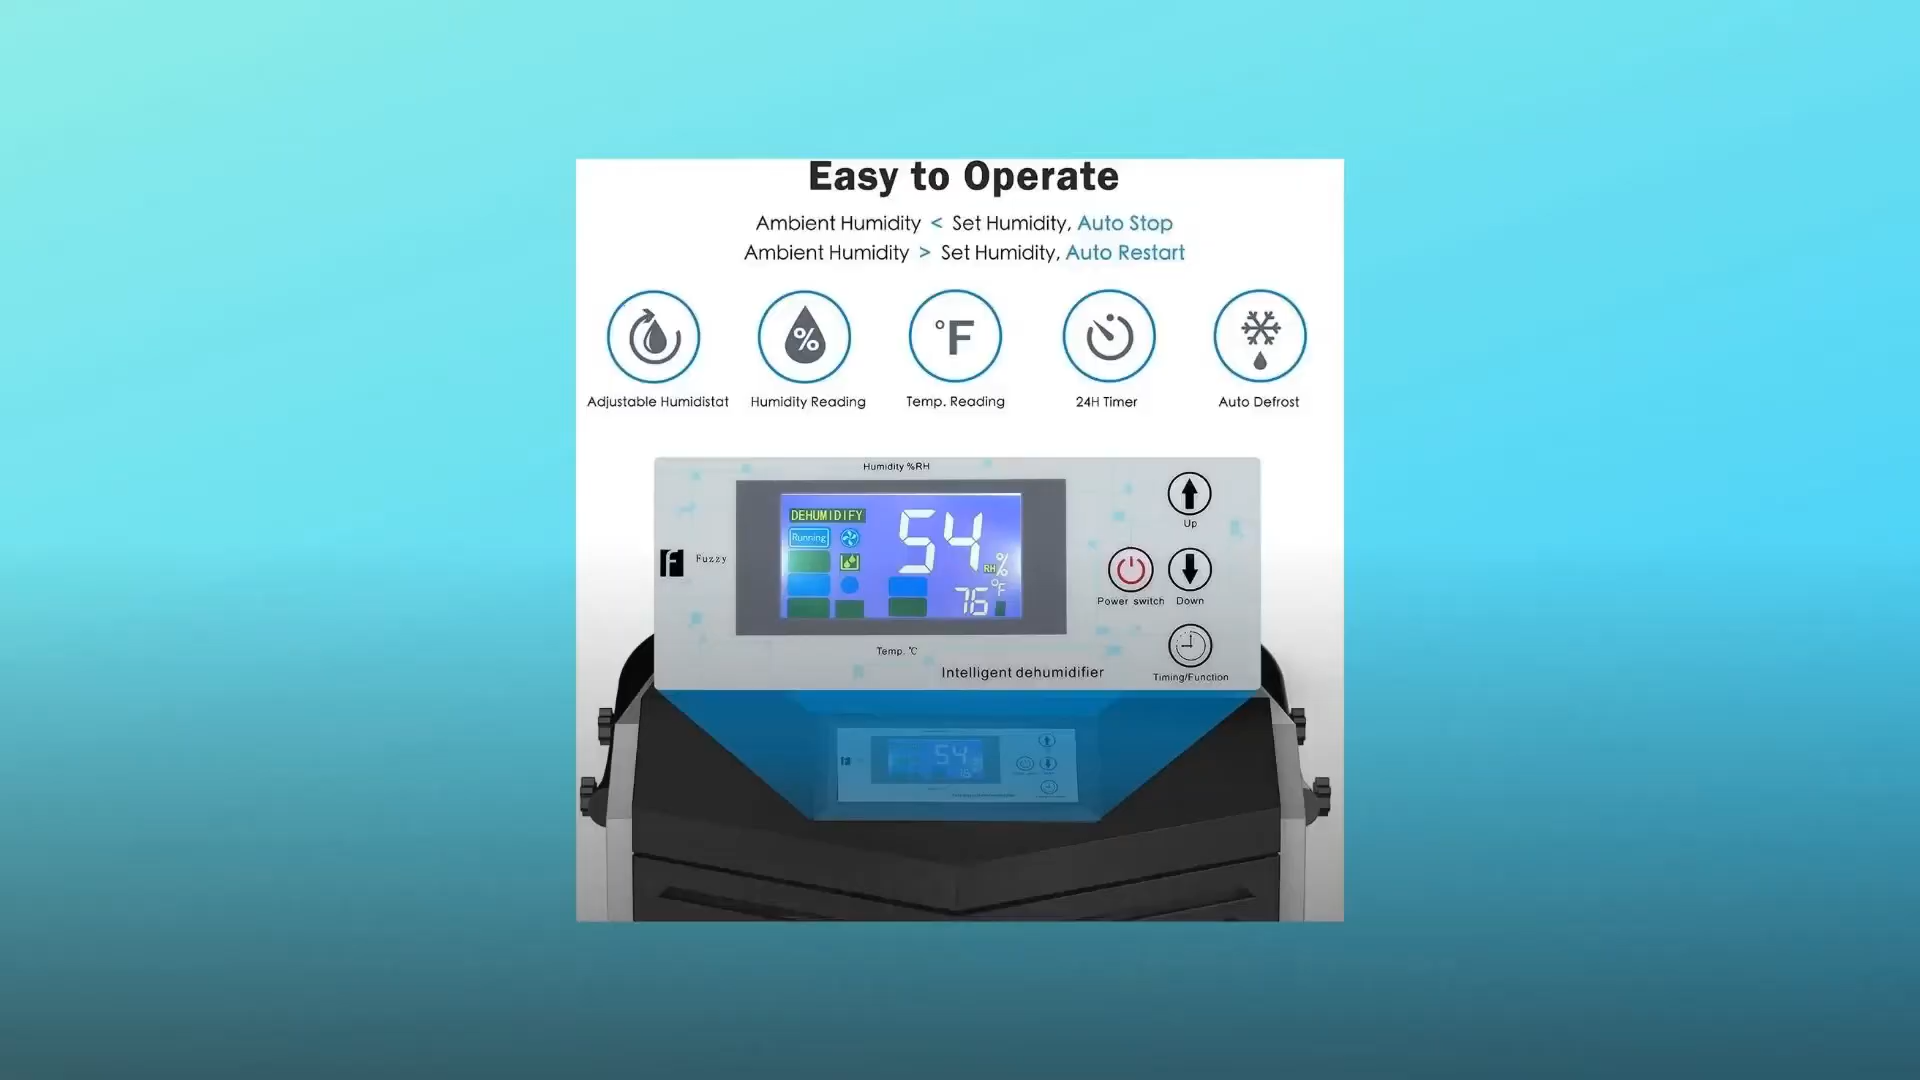 Easy to Operate
Ambient Humidity < Set Humidity, Auto Stop
Ambient Humidity > Set Humidity, Auto Restart
%
°F
Adjustable Humidistat
Humidity Reading
Temp. Reading
24H Timer
Auto Defrost
Humidity %RH
DEHUMIDIFY
Running
54
RH%
76 °F
Fuzzy
Up
Power switch
Down
Temp. ℃
Intelligent dehumidifier
Timing/Function
54